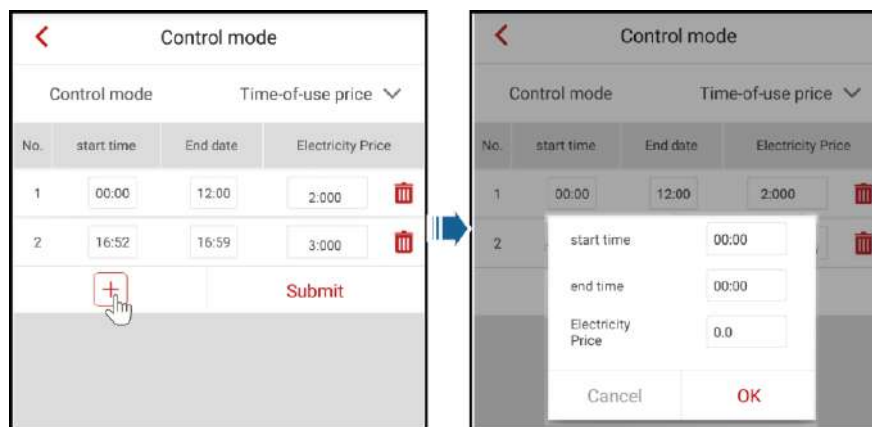 Control mode
Control mode Time-of-use price
No. start time End date Electricity Price
1 00:00 12:00 2:000
2 16:52 16:59 3:000
+ Submit
Control mode
Control mode Time-of-use price
No. start time End date Electricity Price
1 00:00 12:00 2:000
2
start time 00:00
end time 00:00
Electricity
Price 0.0
Cancel OK